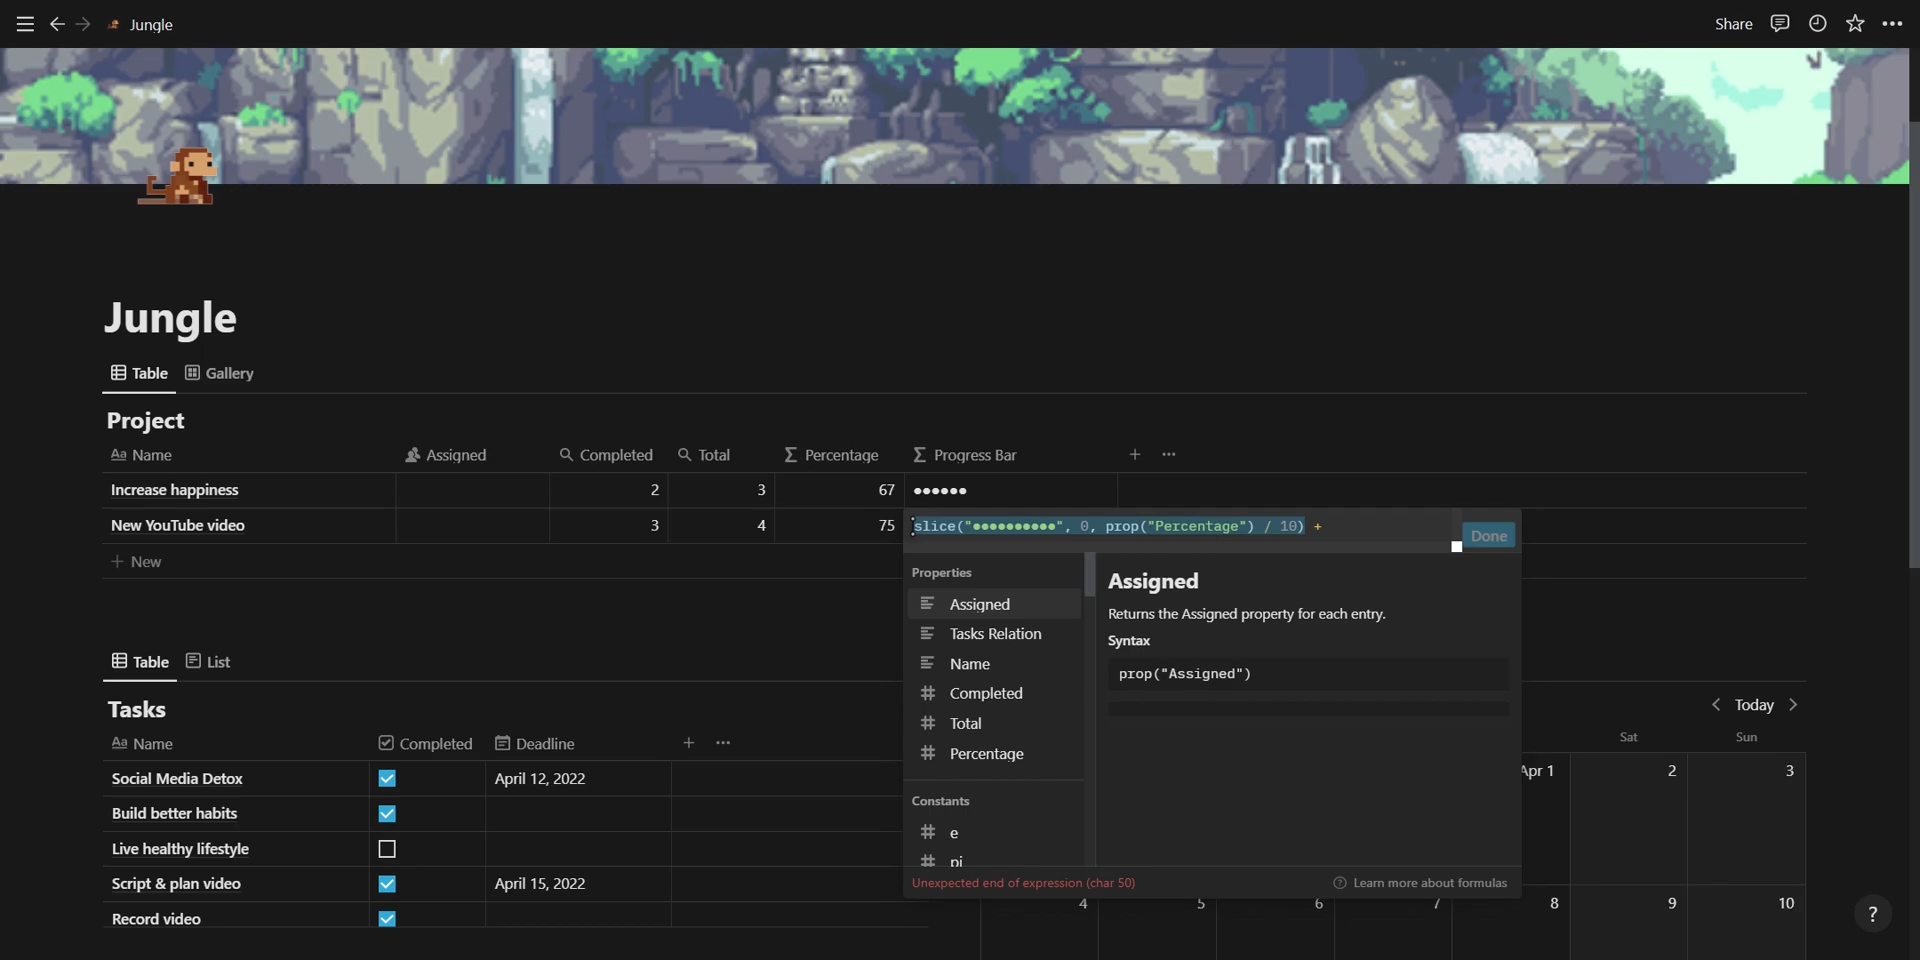 Jungle
Share
Jungle
Table Gallery
Project
Aa Name Assigned Completed Total Σ Percentage Σ Progress Bar + •••
Increase happiness 2 3 67 ●●●●●●
New YouTube video 3 4 75 slice("●●●●●●●●●●", 0, prop("Percentage") / 10) +
Done
+ New
Properties
Assigned
Tasks Relation
Name
Completed
Total
Percentage
Constants
e
pi
Assigned
Returns the Assigned property for each entry.
Syntax
prop("Assigned")
Unexpected end of expression (char 50)
Learn more about formulas
Table List
Tasks
Aa Name Completed Deadline + •••
Social Media Detox April 12, 2022
Build better habits
Live healthy lifestyle
Script & plan video April 15, 2022
Record video
Today
Sat Sun
Apr 1 2 3
4 5 6 7 8 9 10
?